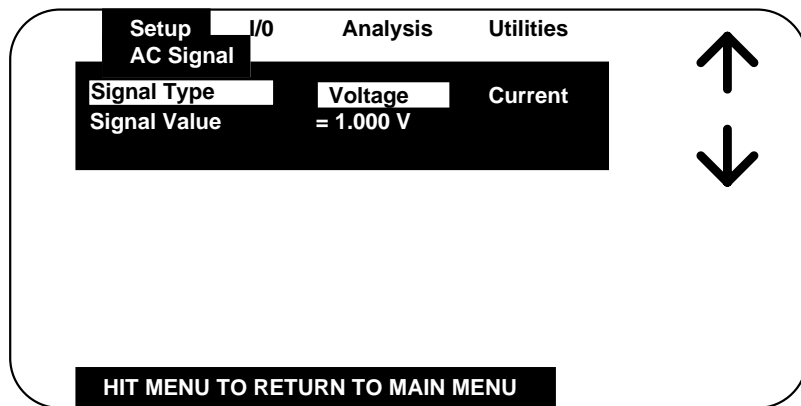 Setup I/0 Analysis Utilities
AC Signal
Signal Type Voltage Current
Signal Value = 1.000 V
HIT MENU TO RETURN TO MAIN MENU